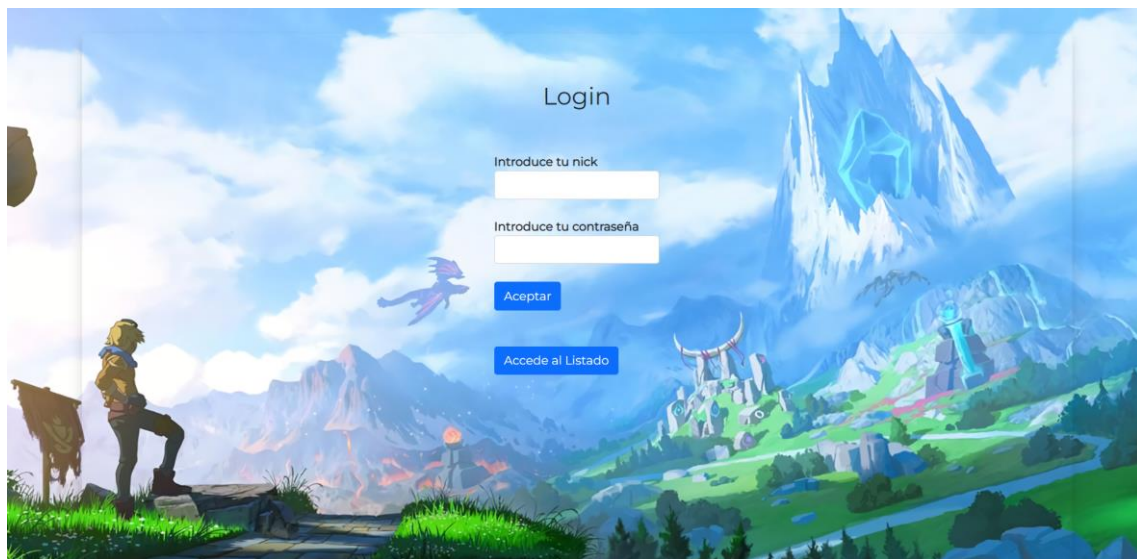 Login
Introduce tu nick
Introduce tu contraseña
Aceptar
Accede al Listado